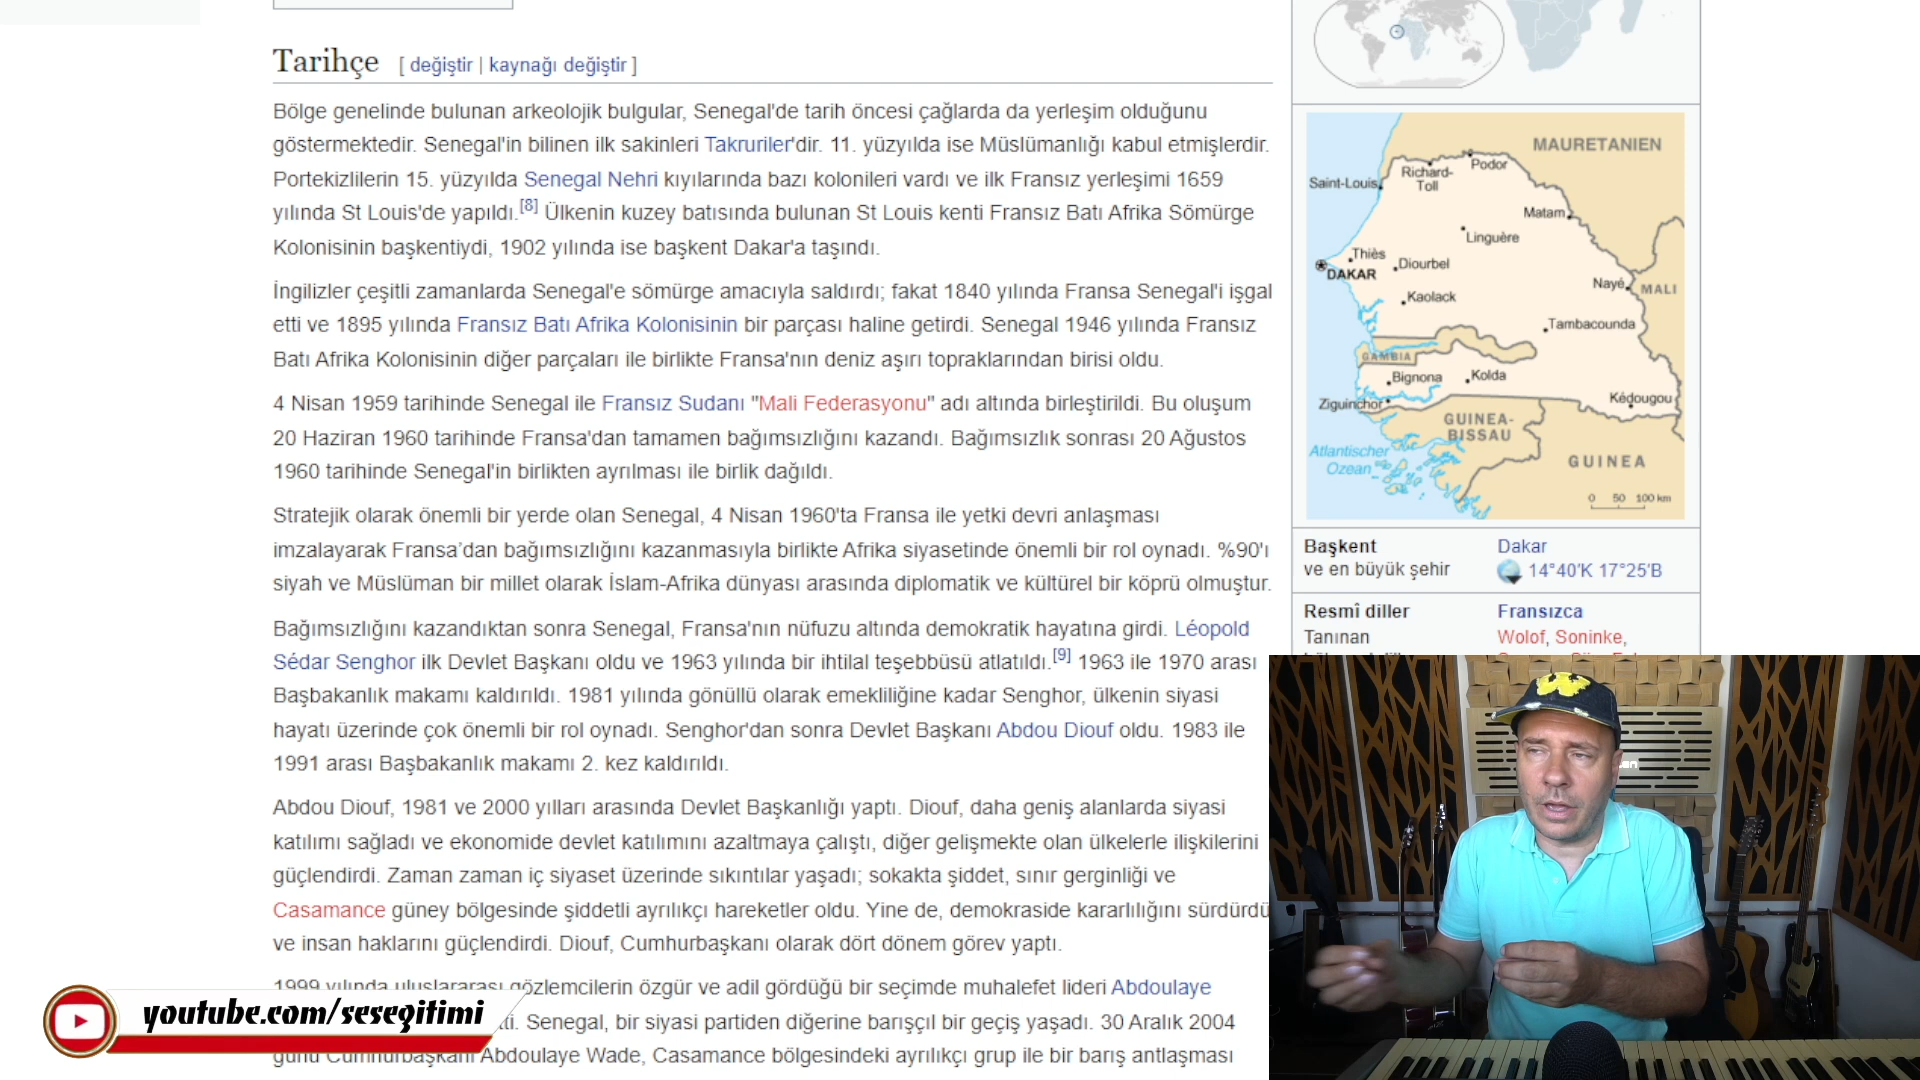 Tarihçe [ değiştir | kaynağı değiştir ]
Bölge genelinde bulunan arkeolojik bulgular, Senegal'de tarih öncesi çağlarda da yerleşim olduğunu
göstermektedir. Senegal'in bilinen ilk sakinleri Takruriler'dir. 11. yüzyılda ise Müslümanlığı kabul etmişlerdir.
Portekizlilerin 15. yüzyılda Senegal Nehri kıyılarında bazı kolonileri vardı ve ilk Fransız yerleşimi 1659
yılında St Louis'de yapıldı.[8] Ülkenin kuzey batısında bulunan St Louis kenti Fransız Batı Afrika Sömürge
Kolonisinin başkentiydi, 1902 yılında ise başkent Dakar'a taşındı.
İngilizler çeşitli zamanlarda Senegal'e sömürge amacıyla saldırdı; fakat 1840 yılında Fransa Senegal'i işgal
etti ve 1895 yılında Fransız Batı Afrika Kolonisinin bir parçası haline getirdi. Senegal 1946 yılında Fransız
Batı Afrika Kolonisinin diğer parçaları ile birlikte Fransa'nın deniz aşırı topraklarından birisi oldu.
4 Nisan 1959 tarihinde Senegal ile Fransız Sudanı "Mali Federasyonu" adı altında birleştirildi. Bu oluşum
20 Haziran 1960 tarihinde Fransa'dan tamamen bağımsızlığını kazandı. Bağımsızlık sonrası 20 Ağustos
1960 tarihinde Senegal'in birlikten ayrılması ile birlik dağıldı.
Stratejik olarak önemli bir yerde olan Senegal, 4 Nisan 1960'ta Fransa ile yetki devri anlaşması
imzalayarak Fransa’dan bağımsızlığını kazanmasıyla birlikte Afrika siyasetinde önemli bir rol oynadı. %90'ı
siyah ve Müslüman bir millet olarak İslam-Afrika dünyası arasında diplomatik ve kültürel bir köprü olmuştur.
Bağımsızlığını kazandıktan sonra Senegal, Fransa'nın nüfuzu altında demokratik hayatına girdi. Léopold
Sédar Senghor ilk Devlet Başkanı oldu ve 1963 yılında bir ihtilal teşebbüsü atlatıldı.[9] 1963 ile 1970 arası
Başbakanlık makamı kaldırıldı. 1981 yılında gönüllü olarak emekliliğine kadar Senghor, ülkenin siyasi
hayatı üzerinde çok önemli bir rol oynadı. Senghor'dan sonra Devlet Başkanı Abdou Diouf oldu. 1983 ile
1991 arası Başbakanlık makamı 2. kez kaldırıldı.
Abdou Diouf, 1981 ve 2000 yılları arasında Devlet Başkanlığı yaptı. Diouf, daha geniş alanlarda siyasi
katılımı sağladı ve ekonomide devlet katılımını azaltmaya çalıştı, diğer gelişmekte olan ülkelerle ilişkilerini
güçlendirdi. Zaman zaman iç siyaset üzerinde sıkıntılar yaşadı; sokakta şiddet, sınır gerginliği ve
Casamance güney bölgesinde şiddetli ayrılıkçı hareketler oldu. Yine de, demokraside kararlılığını sürdürdü
ve insan haklarını güçlendirdi. Diouf, Cumhurbaşkanı olarak dört dönem görev yaptı.
1999 yılında uluslararası gözlemcilerin özgür ve adil gördüğü bir seçimde muhalefet lideri Abdoulaye
Senegal, bir siyasi partiden diğerine barışçıl bir geçiş yaşadı. 30 Aralık 2004
günü Cumhurbaşkanı Abdoulaye Wade, Casamance bölgesindeki ayrılıkçı grup ile bir barış antlaşması
youtube.com/sesegitimi
MAURETANIEN
Podor
Richard-
Toll
Saint-Louis
Matam
Linguère
Thiès
Diourbel
DAKAR
Nayé
MALI
Kaolack
Tambacounda
GAMBIA
Bignona
Kolda
Ziguinchor
Kédougou
GUINEA-
BISSAU
Atlantischer
Ozean
GUINEA
0 50 100 km
Başkent
ve en büyük şehir
Dakar
14°40′K 17°25′B
Resmî diller
Fransızca
Tanınan
Wolof, Soninke,